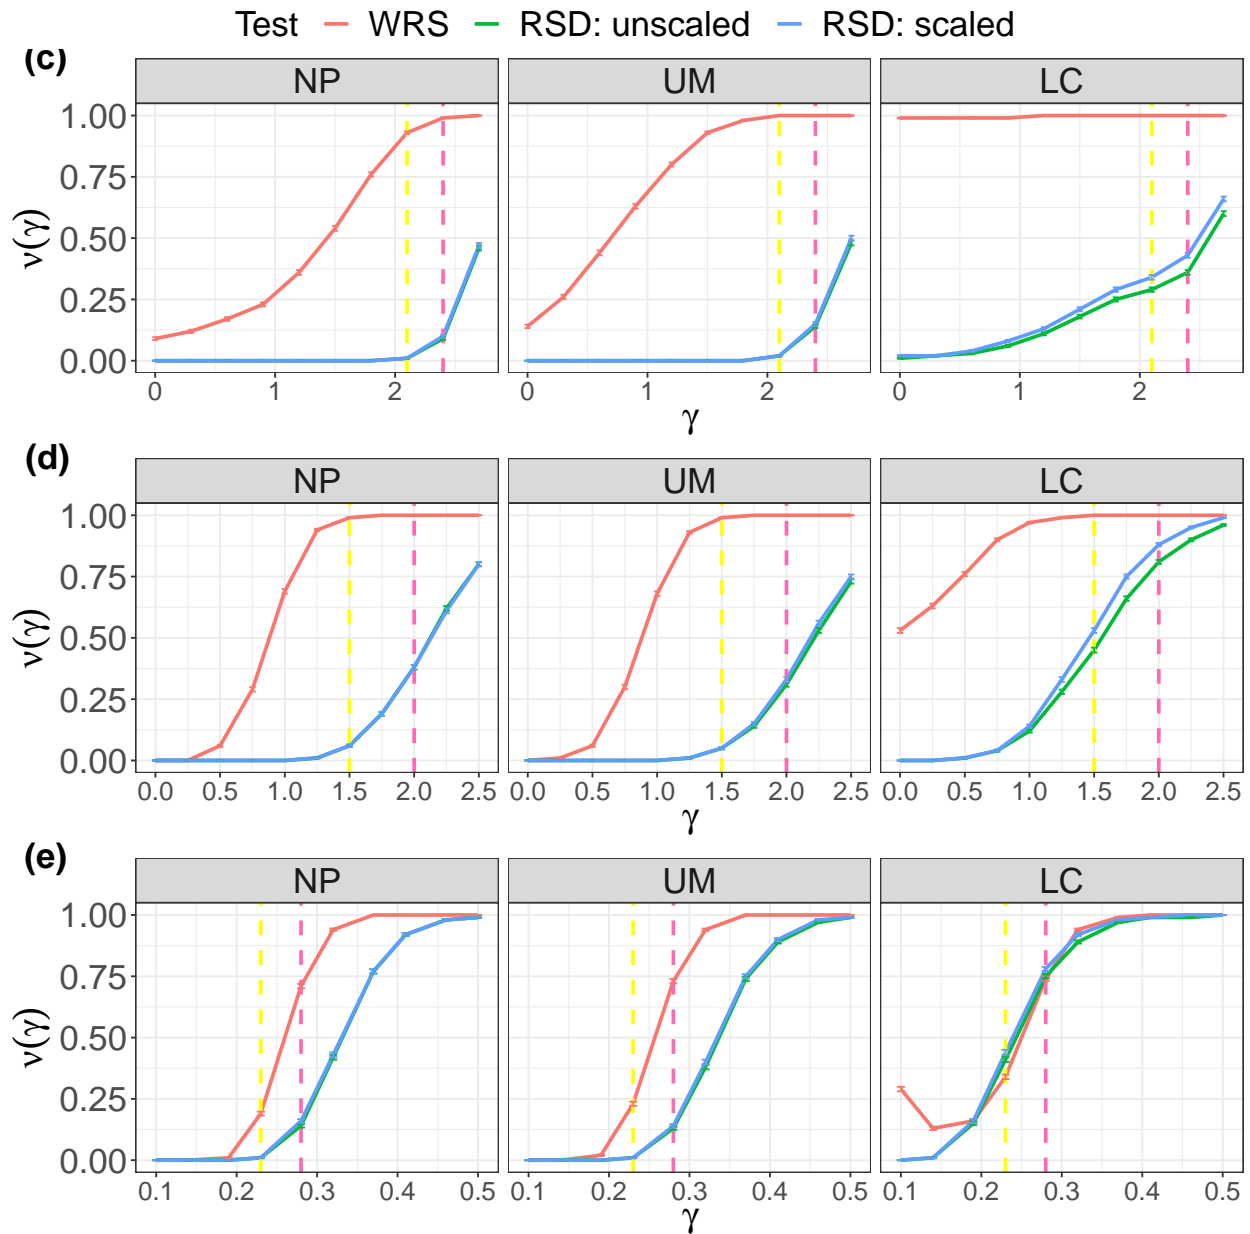 Test WRS RSD: unscaled RSD: scaled
(c)
NP UM LC
1.00
0.75
0.50
0.25
0.00
ν(γ)
0 1 2 0 1 2 0 1 2
γ
(d)
NP UM LC
1.00
0.75
0.50
0.25
0.00
ν(γ)
0.0 0.5 1.0 1.5 2.0 2.5 0.0 0.5 1.0 1.5 2.0 2.5 0.0 0.5 1.0 1.5 2.0 2.5
γ
(e)
NP UM LC
1.00
0.75
0.50
0.25
0.00
ν(γ)
0.1 0.2 0.3 0.4 0.5 0.1 0.2 0.3 0.4 0.5 0.1 0.2 0.3 0.4 0.5
γ